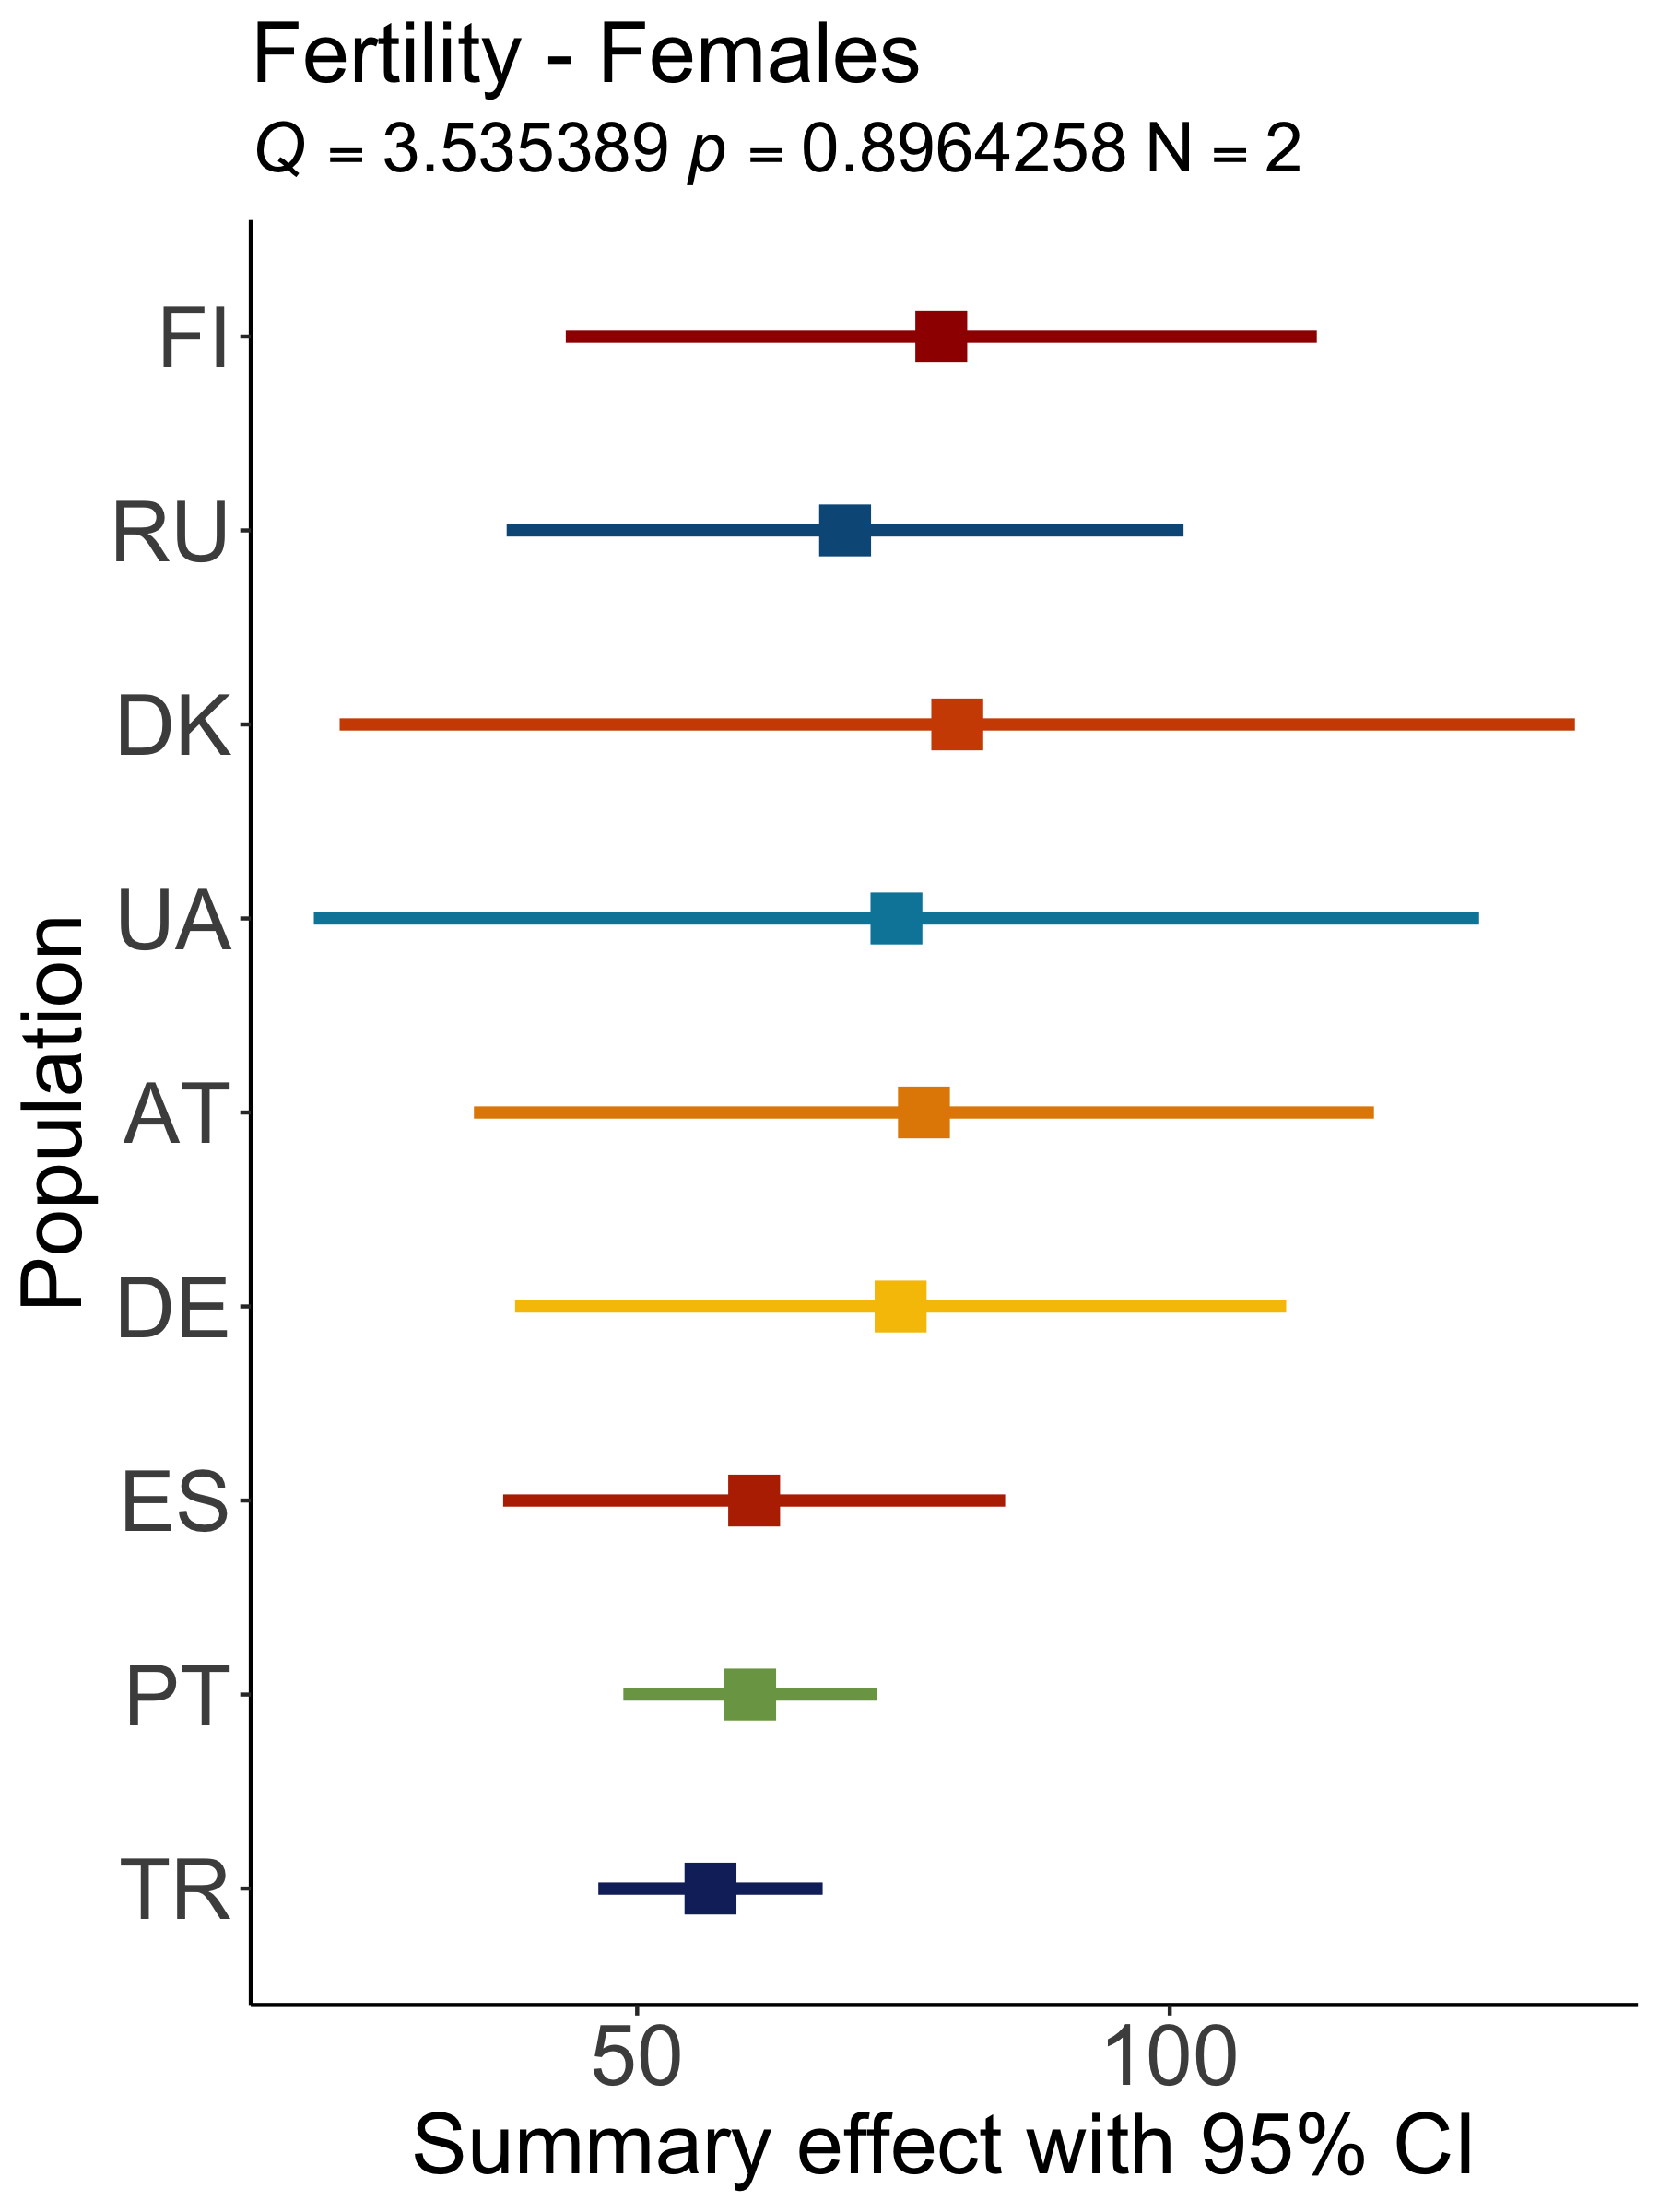 Fertility - Females
Q = 3.535389 p = 0.8964258 N = 2
FI
RU
DK
UA
AT
DE
ES
PT
TR
Population
50 100
Summary effect with 95% CI